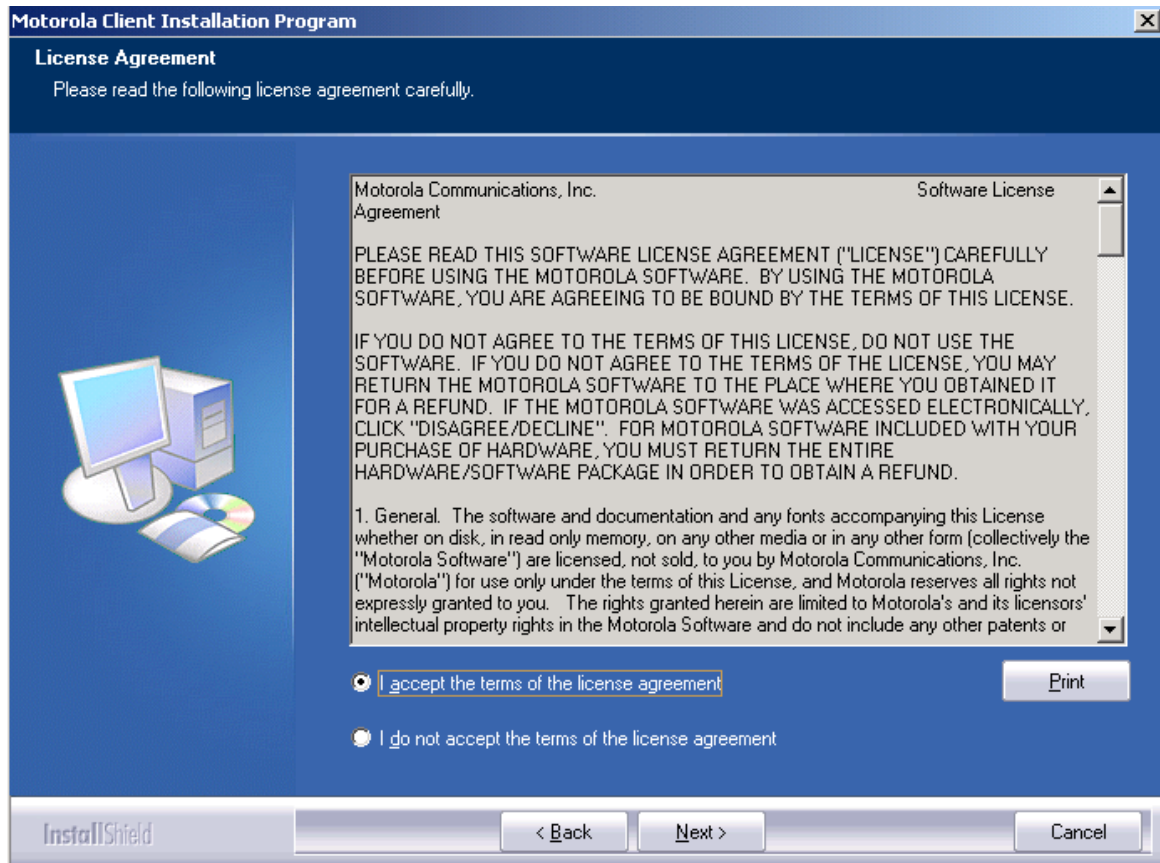 Motorola Client Installation Program
License Agreement
Please read the following license agreement carefully.
Motorola Communications, Inc. Software License
Agreement
PLEASE READ THIS SOFTWARE LICENSE AGREEMENT ("LICENSE") CAREFULLY
BEFORE USING THE MOTOROLA SOFTWARE. BY USING THE MOTOROLA
SOFTWARE, YOU ARE AGREEING TO BE BOUND BY THE TERMS OF THIS LICENSE.
IF YOU DO NOT AGREE TO THE TERMS OF THIS LICENSE, DO NOT USE THE
SOFTWARE. IF YOU DO NOT AGREE TO THE TERMS OF THE LICENSE, YOU MAY
RETURN THE MOTOROLA SOFTWARE TO THE PLACE WHERE YOU OBTAINED IT
FOR A REFUND. IF THE MOTOROLA SOFTWARE WAS ACCESSED ELECTRONICALLY,
CLICK "DISAGREE/DECLINE". FOR MOTOROLA SOFTWARE INCLUDED WITH YOUR
PURCHASE OF HARDWARE, YOU MUST RETURN THE ENTIRE
HARDWARE/SOFTWARE PACKAGE IN ORDER TO OBTAIN A REFUND.
1. General. The software and documentation and any fonts accompanying this License
whether on disk, in read only memory, on any other media or in any other form (collectively the
"Motorola Software") are licensed, not sold, to you by Motorola Communications, Inc.
("Motorola") for use only under the terms of this License, and Motorola reserves all rights not
expressly granted to you. The rights granted herein are limited to Motorola's and its licensors'
intellectual property rights in the Motorola Software and do not include any other patents or
I accept the terms of the license agreement
Print
I do not accept the terms of the license agreement
InstallShield
< Back
Next >
Cancel